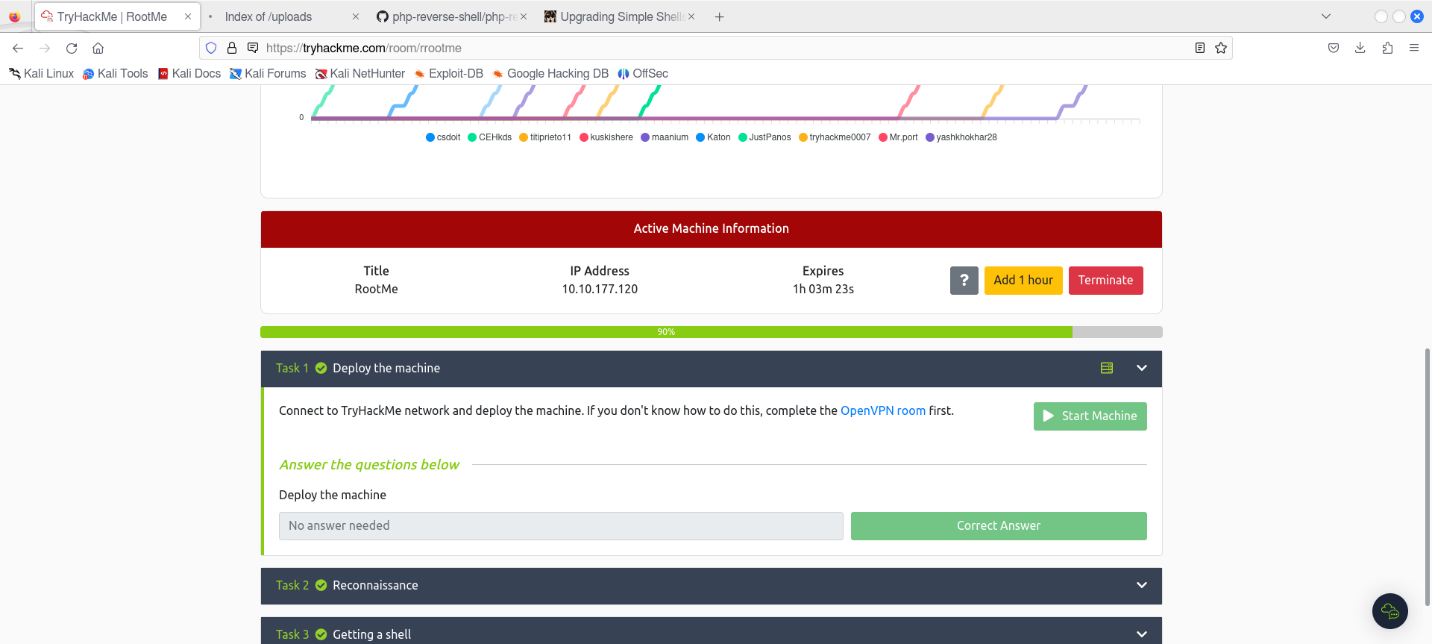 TryHackMe | RootMe
Index of /uploads
php-reverse-shell/php-re
Upgrading Simple Shells
https://tryhackme.com/room/rrootme
Kali Linux Kali Tools Kali Docs Kali Forums Kali NetHunter Exploit-DB Google Hacking DB OffSec
0
csdoit CEHkds titiprieto11 kuskishere maanium Katon JustPanos tryhackme0007 Mr.port yashkhokhar28
Active Machine Information
Title IP Address Expires
RootMe 10.10.177.120 1h 03m 23s
? Add 1 hour Terminate
90%
Task 1 Deploy the machine
Connect to TryHackMe network and deploy the machine. If you don't know how to do this, complete the OpenVPN room first.
Start Machine
Answer the questions below
Deploy the machine
No answer needed Correct Answer
Task 2 Reconnaissance
Task 3 Getting a shell